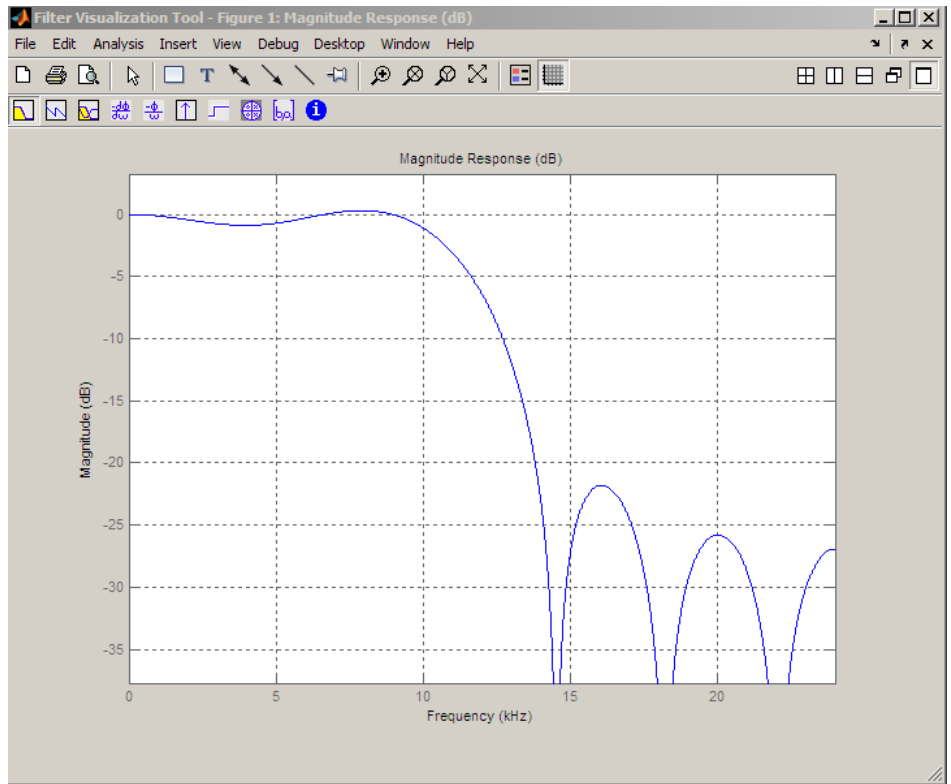 Filter Visualization Tool - Figure 1: Magnitude Response (dB)
File Edit Analysis Insert View Debug Desktop Window Help
T
[b,a] i
Magnitude Response (dB)
0
-5
-10
-15
-20
-25
-30
-35
Magnitude (dB)
0 5 10 15 20
Frequency (kHz)